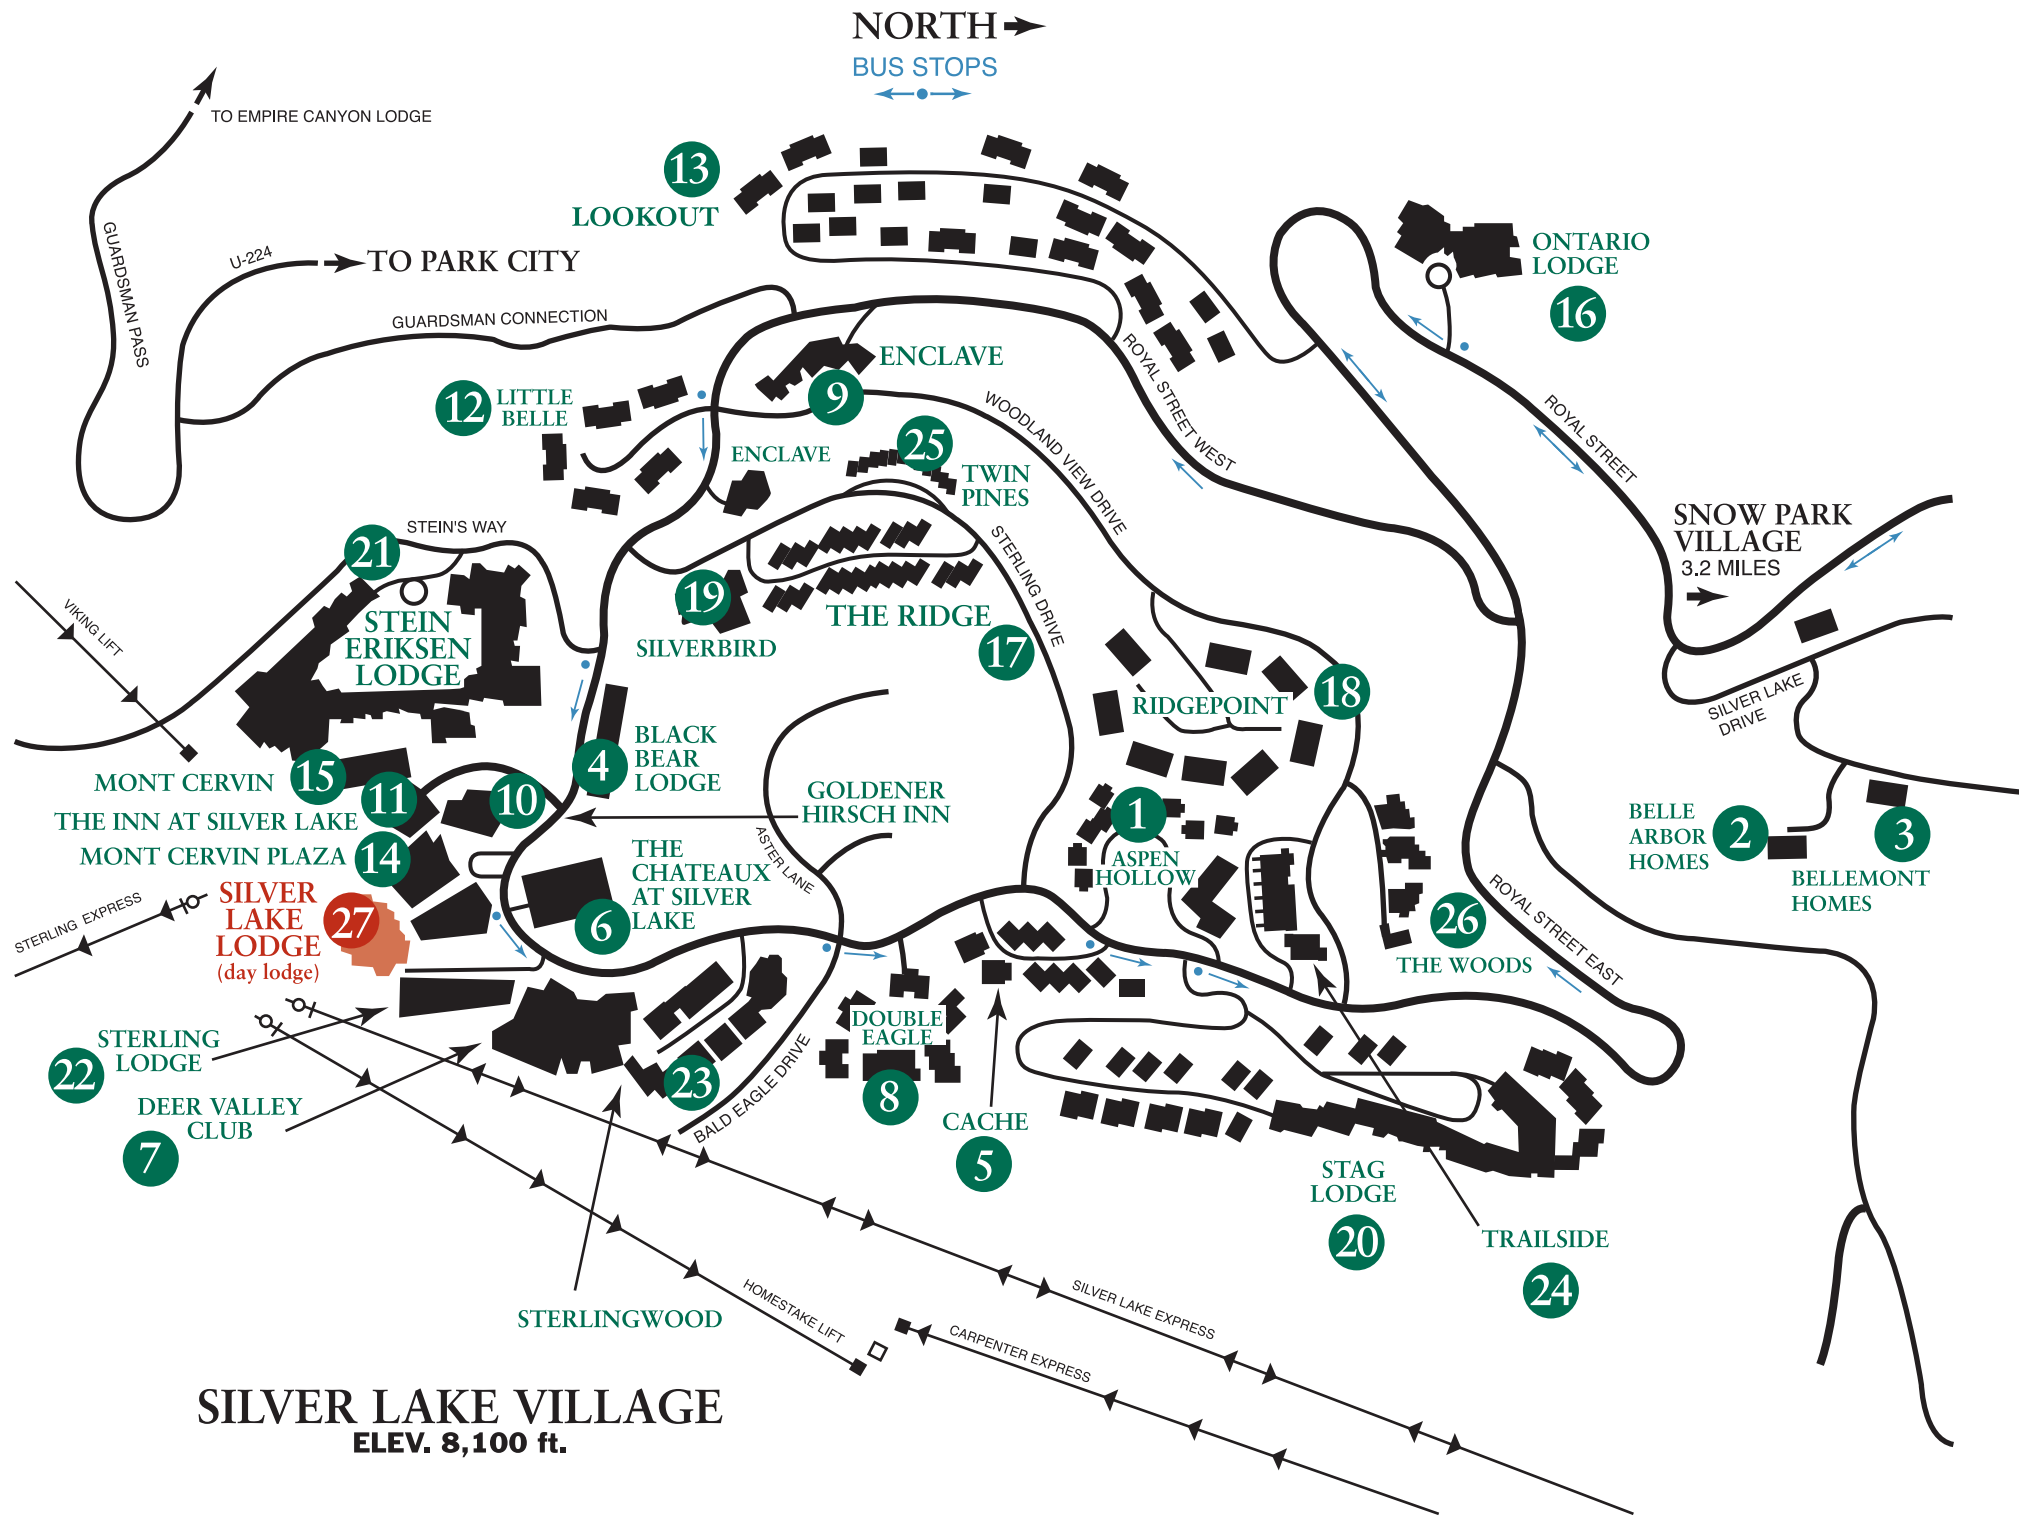 NORTH
BUS STOPS
TO EMPIRE CANYON LODGE
13
LOOKOUT
GUARDSMAN PASS
U-224
TO PARK CITY
GUARDSMAN CONNECTION
ONTARIO
LODGE
16
ENCLAVE
9
12
LITTLE
BELLE
ROYAL STREET WEST
WOODLAND VIEW DRIVE
ROYAL STREET
ENCLAVE
25
TWIN
PINES
SNOW PARK
VILLAGE
3.2 MILES
STEIN'S WAY
21
STEIN
ERIKSEN
LODGE
VIKING LIFT
19
SILVERBIRD
THE RIDGE
17
STERLING DRIVE
RIDGEPOINT
18
SILVER LAKE
DRIVE
MONT CERVIN
15
THE INN AT SILVER LAKE
11
10
MONT CERVIN PLAZA
14
4
BLACK
BEAR
LODGE
GOLDENER
HIRSCH INN
ASTER LANE
THE
CHATEAUX
AT SILVER
LAKE
6
1
ASPEN
HOLLOW
BELLE
ARBOR
HOMES
2
3
BELLEMONT
HOMES
STERLING EXPRESS
SILVER
LAKE
LODGE
(day lodge)
27
26
THE WOODS
ROYAL STREET EAST
STERLING
LODGE
22
DEER VALLEY
CLUB
7
23
BALD EAGLE DRIVE
DOUBLE
EAGLE
8
CACHE
5
STAG
LODGE
20
TRAILSIDE
24
STERLINGWOOD
HOMESTAKE LIFT
SILVER LAKE EXPRESS
CARPENTER EXPRESS
SILVER LAKE VILLAGE
ELEV. 8,100 ft.